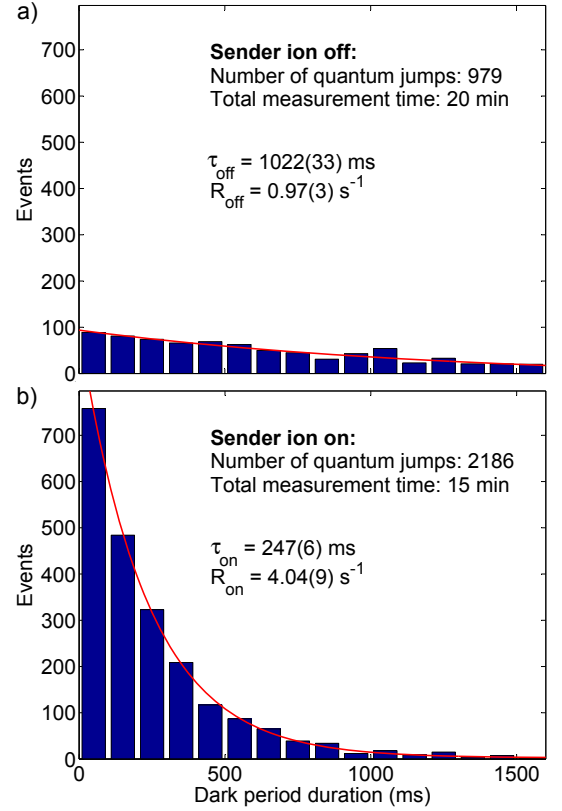 a)
700
600
500
400
300
200
100
0
Events
Sender ion off:
Number of quantum jumps: 979
Total measurement time: 20 min
τoff = 1022(33) ms
Roff = 0.97(3) s-1
b)
700
600
500
400
300
200
100
0
Events
Sender ion on:
Number of quantum jumps: 2186
Total measurement time: 15 min
τon = 247(6) ms
Ron = 4.04(9) s-1
0 500 1000 1500
Dark period duration (ms)